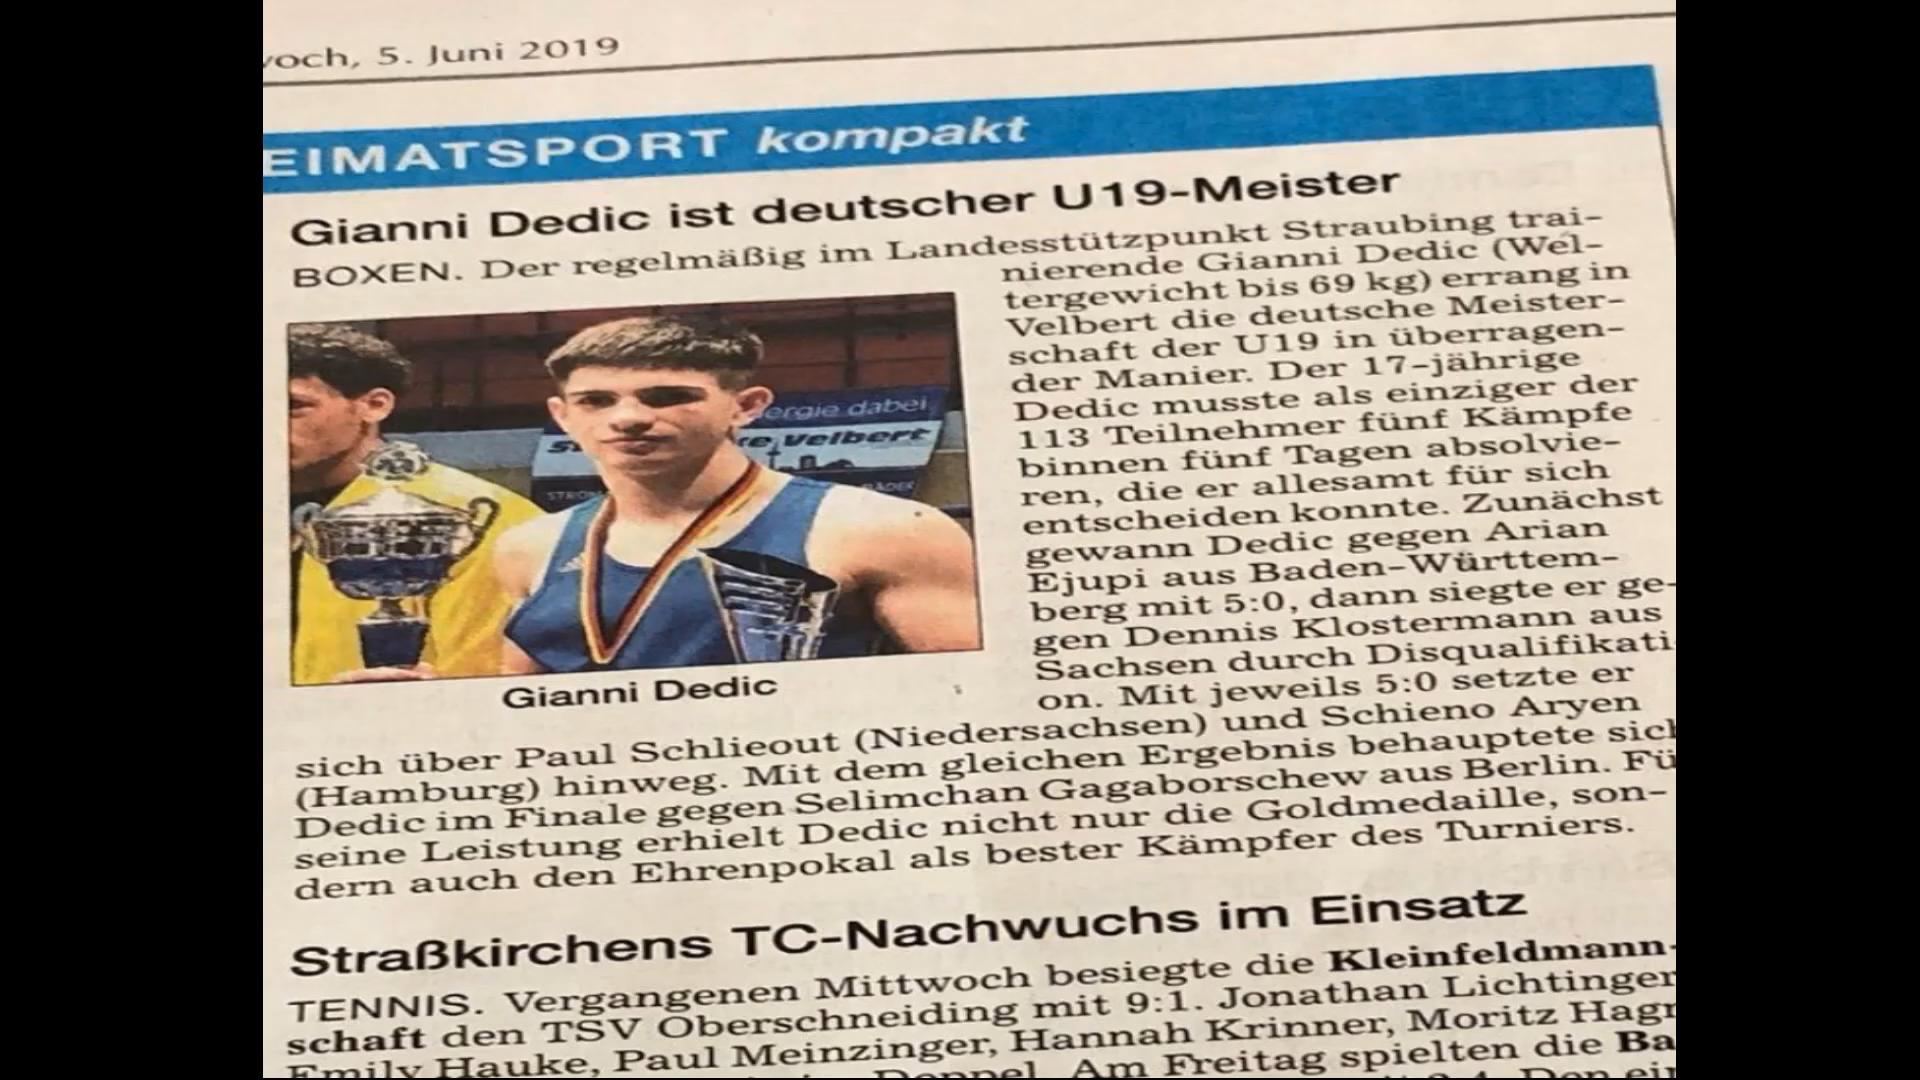 woch, 5. Juni 2019
EIMATSPORT kompakt
Gianni Dedic ist deutscher U19-Meister
BOXEN. Der regelmäßig im Landesstützpunkt Straubing trai-
nierende Gianni Dedic (Wel-
tergewicht bis 69 kg) errang in
Velbert die deutsche Meister-
schaft der U19 in überragen-
der Manier. Der 17-jährige
Dedic musste als einziger der
113 Teilnehmer fünf Kämpfe
binnen fünf Tagen absolvie-
ren, die er allesamt für sich
entscheiden konnte. Zunächst
gewann Dedic gegen Arian
Ejupi aus Baden-Württem-
berg mit 5:0, dann siegte er ge-
gen Dennis Klostermann aus
Sachsen durch Disqualifikati
on. Mit jeweils 5:0 setzte er
ergie dabei
ke Velbert
STROM
BÄDER
Gianni Dedic
sich über Paul Schlieout (Niedersachsen) und Schieno Aryen
(Hamburg) hinweg. Mit dem gleichen Ergebnis behauptete sich
Dedic im Finale gegen Selimchan Gagaborschew aus Berlin. Fü
seine Leistung erhielt Dedic nicht nur die Goldmedaille, son-
dern auch den Ehrenpokal als bester Kämpfer des Turniers.
Straßkirchens TC-Nachwuchs im Einsatz
TENNIS. Vergangenen Mittwoch besiegte die Kleinfeldmann-
schaft den TSV Oberschneiding mit 9:1. Jonathan Lichtinger
Emily Hauke, Paul Meinzinger, Hannah Krinner, Moritz Hagn
Doppel. Am Freitag spielten die Ba